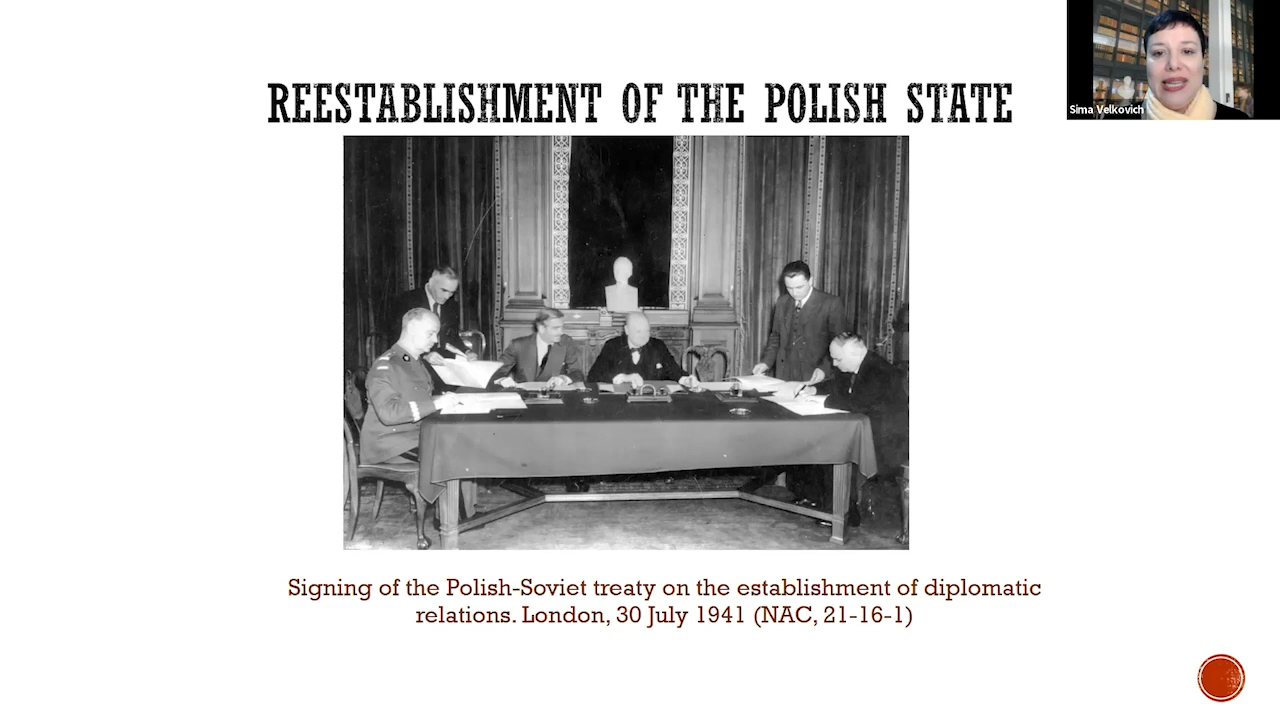 REESTABLISHMENT OF THE POLISH STATE
Sima Velkovich
Signing of the Polish-Soviet treaty on the establishment of diplomatic
relations. London, 30 July 1941 (NAC, 21-16-1)